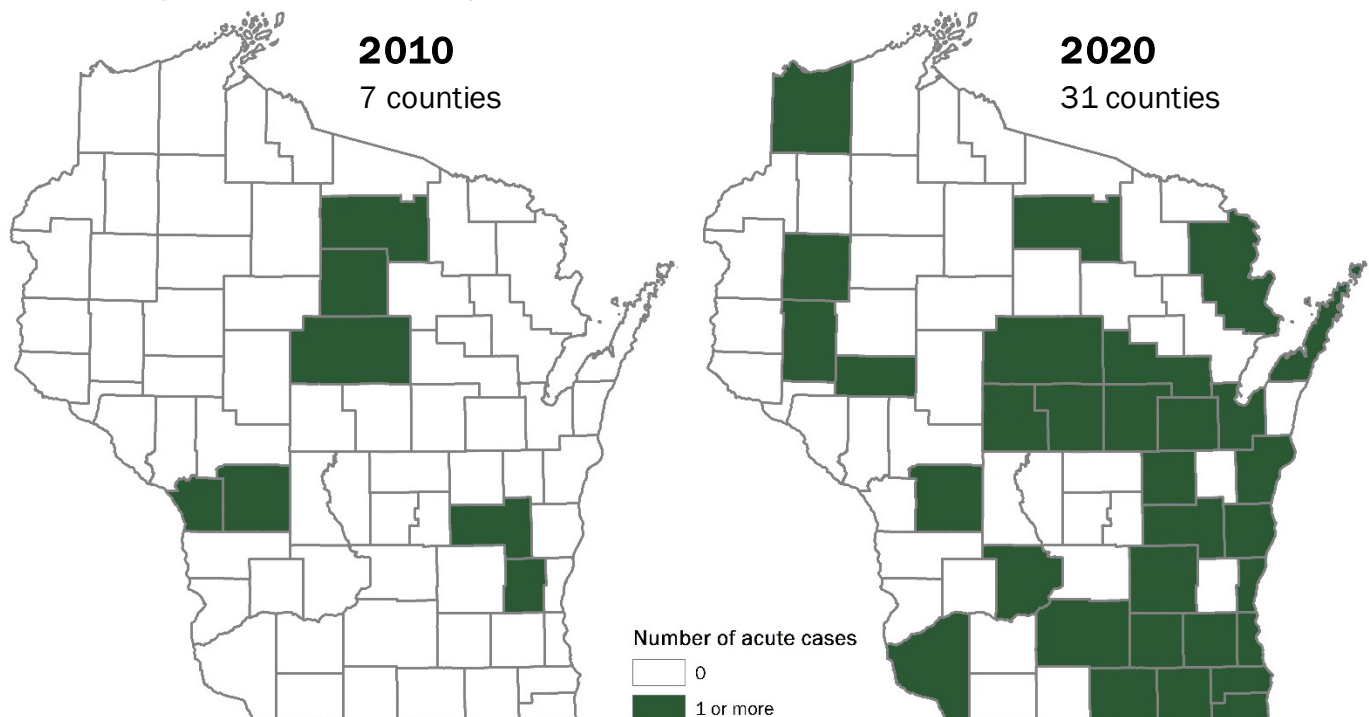 2010
7 counties
2020
31 counties
Number of acute cases
0
1 or more